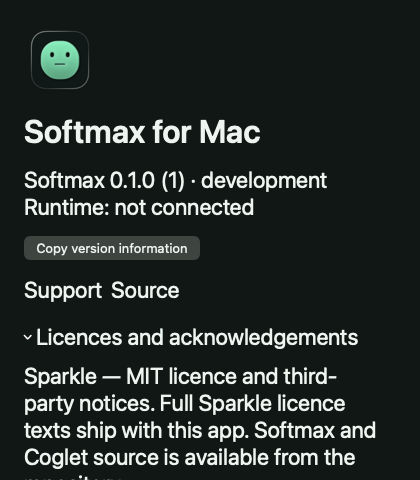 Softmax for Mac
Softmax 0.1.0 (1) · development
Runtime: not connected
Copy version information
Support Source
Licences and acknowledgements
Sparkle — MIT licence and third-
party notices. Full Sparkle licence
texts ship with this app. Softmax and
Coglet source is available from the